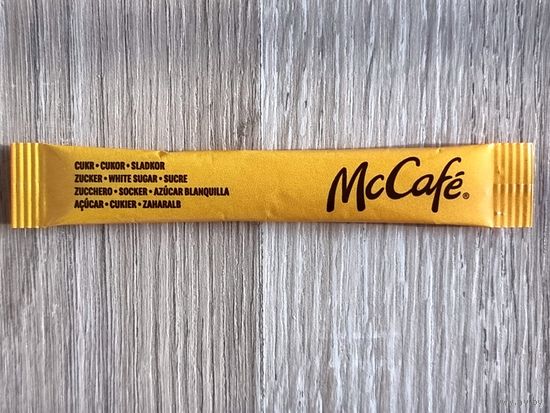 CUKR • CUKOR • SLADKOR
ZUCKER • WHITE SUGAR • SUCRE
ZUCCHERO • SOCKER • AZÚCAR BLANQUILLA
AÇÚCAR • CUKIER • ZAHARALB
McCafé®